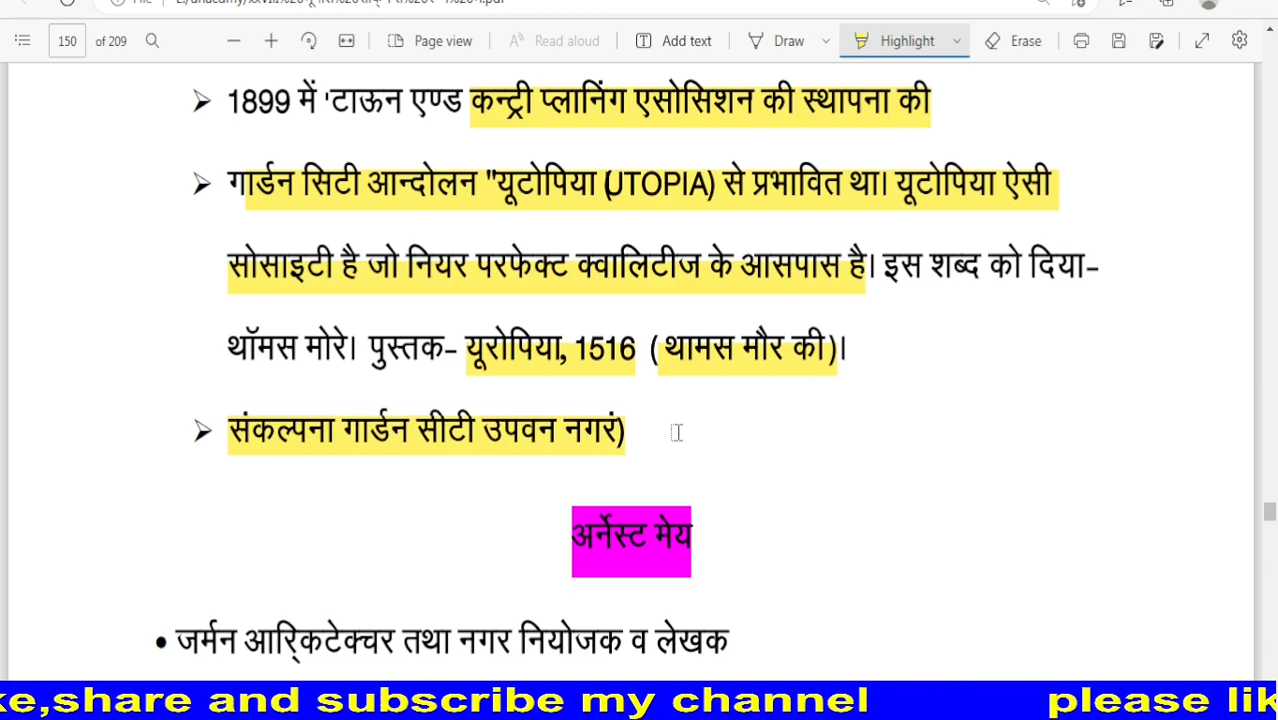 150 of 209 Page view Read aloud Add text Draw Highlight Erase
➢ 1899 में 'टाऊन एण्ड कन्ट्री प्लानिंग एसोसिशन की स्थापना की
➢ गार्डन सिटी आन्दोलन "यूटोपिया (UTOPIA) से प्रभावित था। यूटोपिया ऐसी
सोसाइटी है जो नियर परफेक्ट क्वालिटीज के आसपास है। इस शब्द को दिया-
थॉमस मोरे। पुस्तक- यूरोपिया, 1516 ( थामस मौर की)।
➢ संकल्पना गार्डन सीटी उपवन नगरं)
अर्नेस्ट मेय
• जर्मन आर्किटेक्चर तथा नगर नियोजक व लेखक
ke,share and subscribe my channel please lik